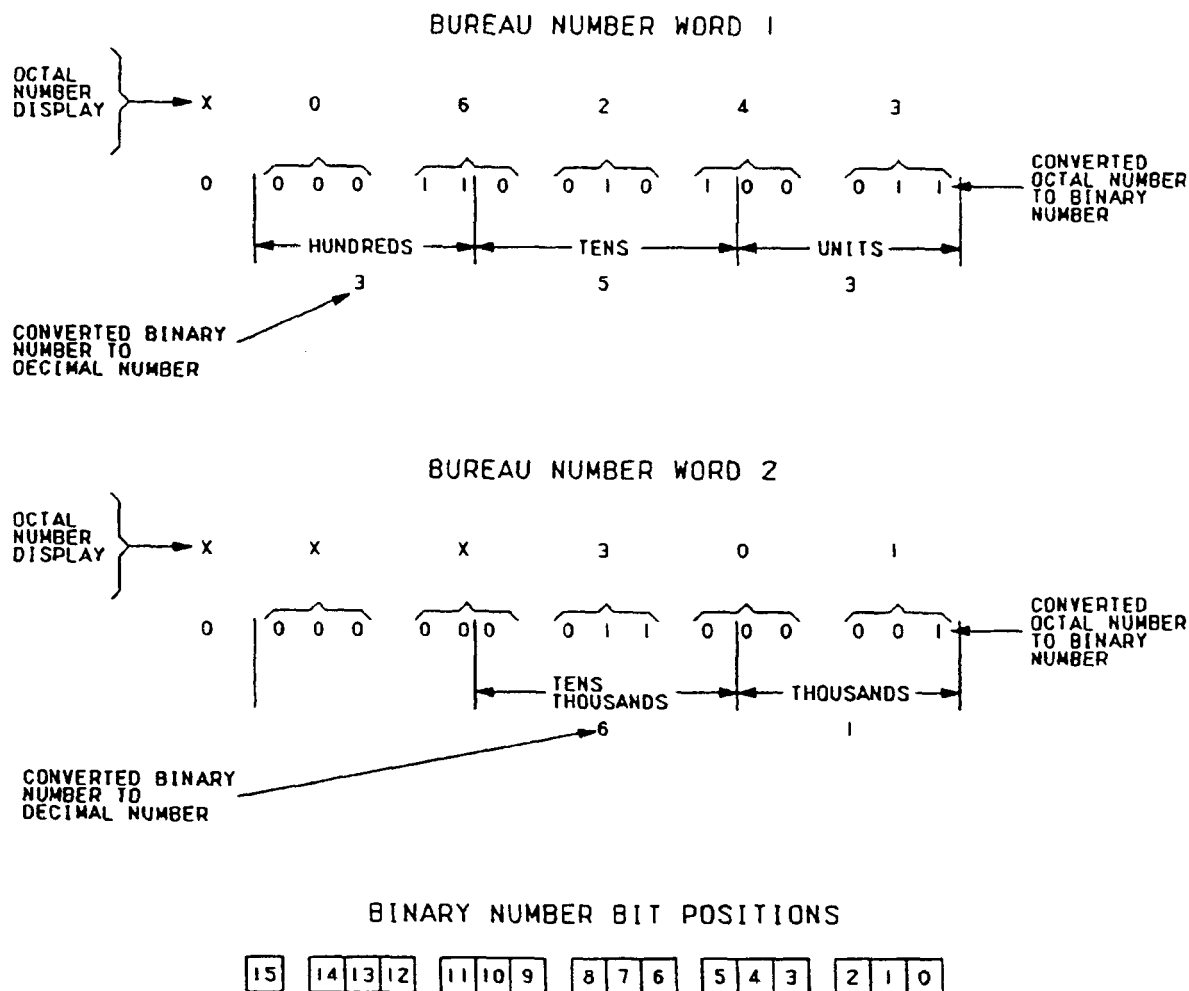 BUREAU NUMBER WORD 1
OCTAL
NUMBER
DISPLAY
X 0 6 2 4 3
0 0 0 0 1 1 0 0 1 0 1 0 0 0 1 1
CONVERTED
OCTAL NUMBER
TO BINARY
NUMBER
HUNDREDS TENS UNITS
3 5 3
CONVERTED BINARY
NUMBER TO
DECIMAL NUMBER
BUREAU NUMBER WORD 2
OCTAL
NUMBER
DISPLAY
X X X 3 0 1
0 0 0 0 0 0 0 0 1 1 0 0 0 0 0 1
CONVERTED
OCTAL NUMBER
TO BINARY
NUMBER
TENS
THOUSANDS
THOUSANDS
6 1
CONVERTED BINARY
NUMBER TO
DECIMAL NUMBER
BINARY NUMBER BIT POSITIONS
15 14 13 12 11 10 9 8 7 6 5 4 3 2 1 0